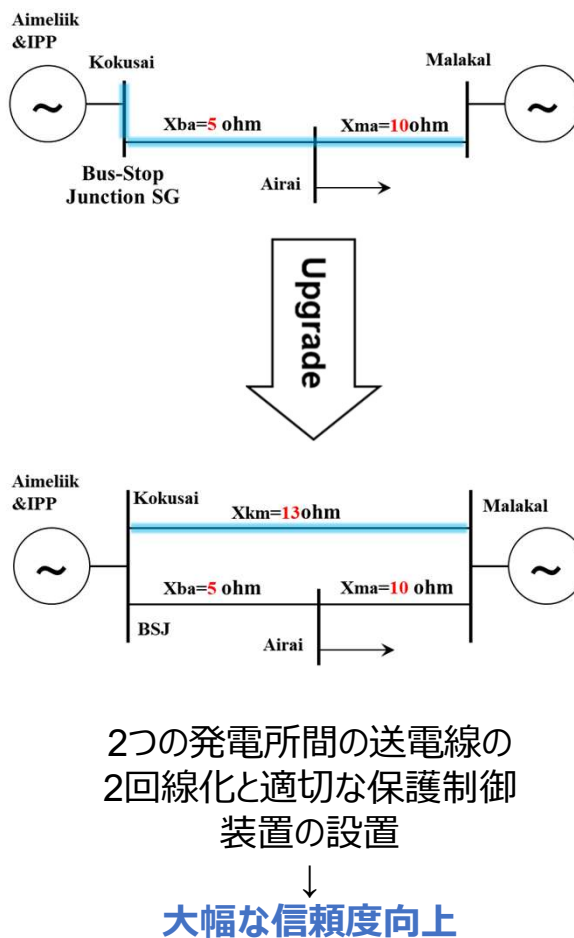 Aimeliik
&IPP
Kokusai
Malakal
~
~
Xba=5 ohm
Xma=10ohm
Bus-Stop
Junction SG
Airai
Upgrade
Aimeliik
&IPP
Kokusai
Xkm=13ohm
Malakal
~
~
Xba=5 ohm
Xma=10 ohm
BSJ
Airai
2つの発電所間の送電線の
2回線化と適切な保護制御
装置の設置
↓
大幅な信頼度向上